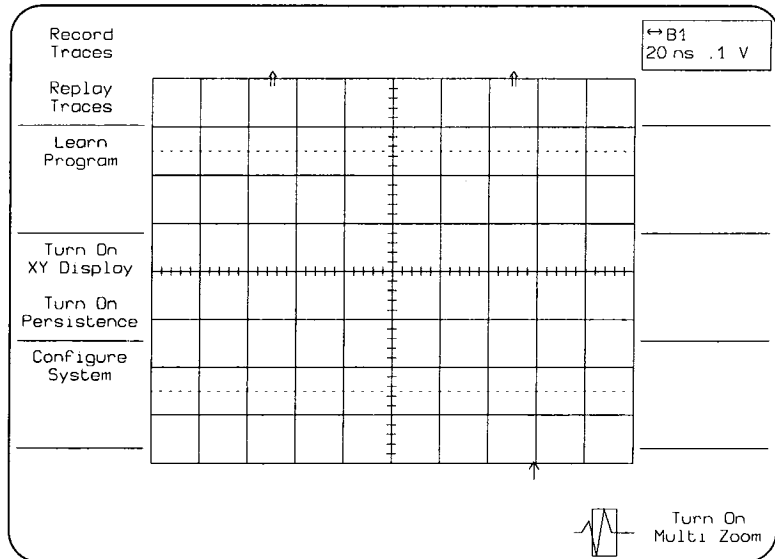 Record
Traces
Replay
Traces
Learn
Program
Turn On
XY Display
Turn On
Persistence
Configure
System
↔B1
20 ns .1 V
Turn On
Multi Zoom